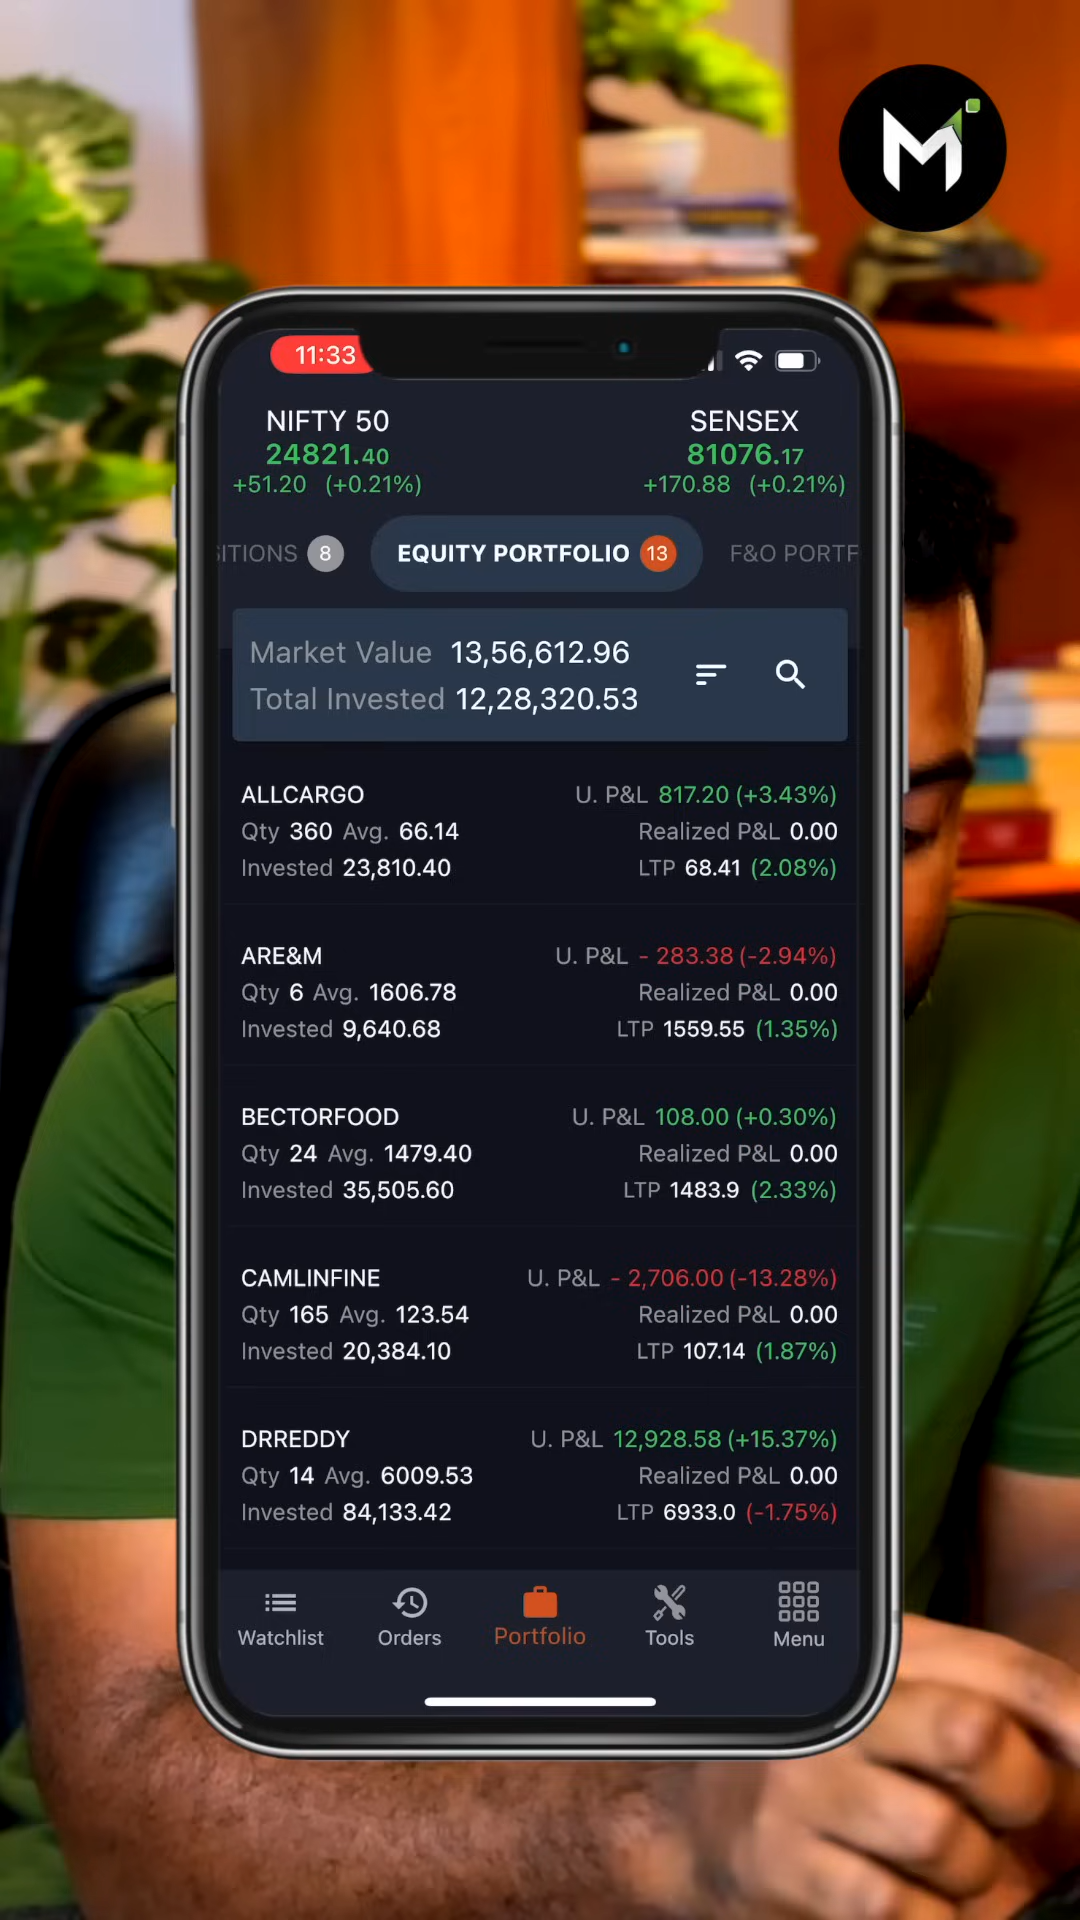 M
11:33
NIFTY 50
24821.40
+51.20 (+0.21%)
SENSEX
81076.17
+170.88 (+0.21%)
SITIONS 8
EQUITY PORTFOLIO 13
F&O PORTF
Market Value 13,56,612.96
Total Invested 12,28,320.53
ALLCARGO U. P&L 817.20 (+3.43%)
Qty 360 Avg. 66.14 Realized P&L 0.00
Invested 23,810.40 LTP 68.41 (2.08%)
ARE&M U. P&L - 283.38 (-2.94%)
Qty 6 Avg. 1606.78 Realized P&L 0.00
Invested 9,640.68 LTP 1559.55 (1.35%)
BECTORFOOD U. P&L 108.00 (+0.30%)
Qty 24 Avg. 1479.40 Realized P&L 0.00
Invested 35,505.60 LTP 1483.9 (2.33%)
CAMLINFINE U. P&L - 2,706.00 (-13.28%)
Qty 165 Avg. 123.54 Realized P&L 0.00
Invested 20,384.10 LTP 107.14 (1.87%)
DRREDDY U. P&L 12,928.58 (+15.37%)
Qty 14 Avg. 6009.53 Realized P&L 0.00
Invested 84,133.42 LTP 6933.0 (-1.75%)
Watchlist Orders Portfolio Tools Menu